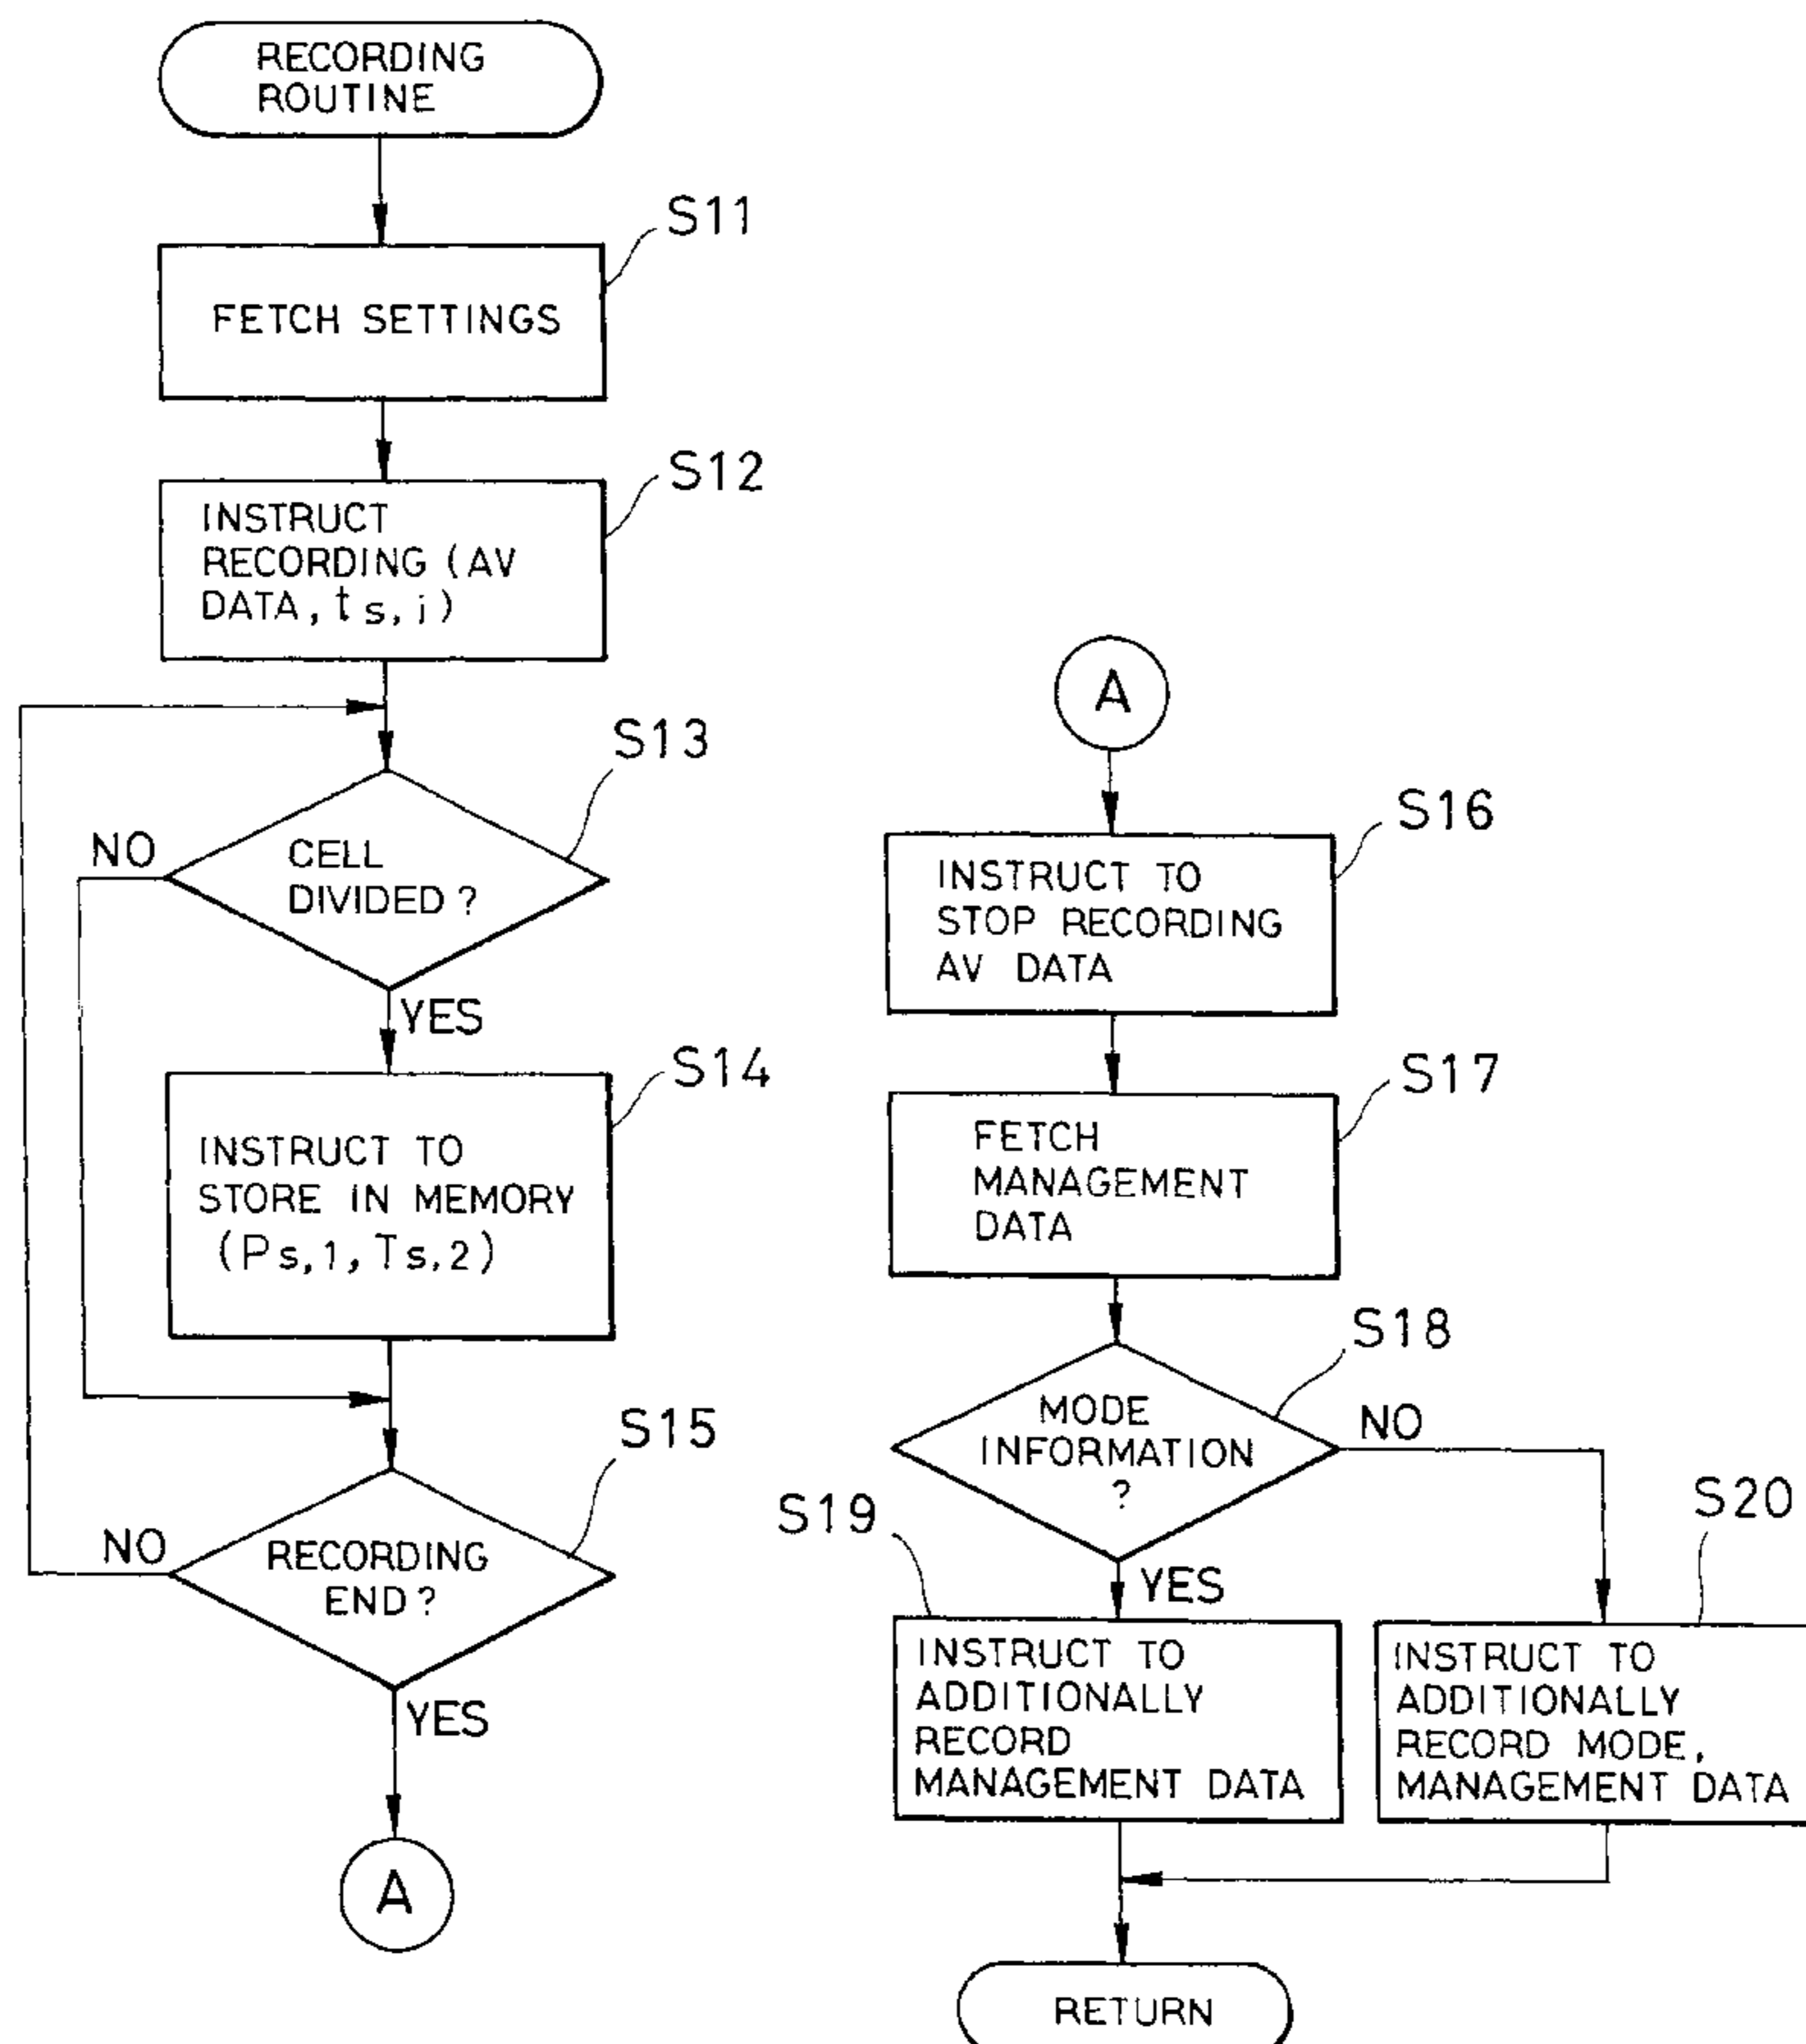 RECORDING
ROUTINE
S11
FETCH SETTINGS
S12
INSTRUCT
RECORDING (AV
DATA, ts, i)
S13
NO
CELL
DIVIDED?
YES
S14
INSTRUCT TO
STORE IN MEMORY
(Ps,1, Ts,2)
S15
NO
RECORDING
END?
YES
A
A
S16
INSTRUCT TO
STOP RECORDING
AV DATA
S17
FETCH
MANAGEMENT
DATA
S18
MODE
INFORMATION
?
NO
S19
YES
S20
INSTRUCT TO
ADDITIONALLY
RECORD
MANAGEMENT DATA
INSTRUCT TO
ADDITIONALLY
RECORD MODE,
MANAGEMENT DATA
RETURN